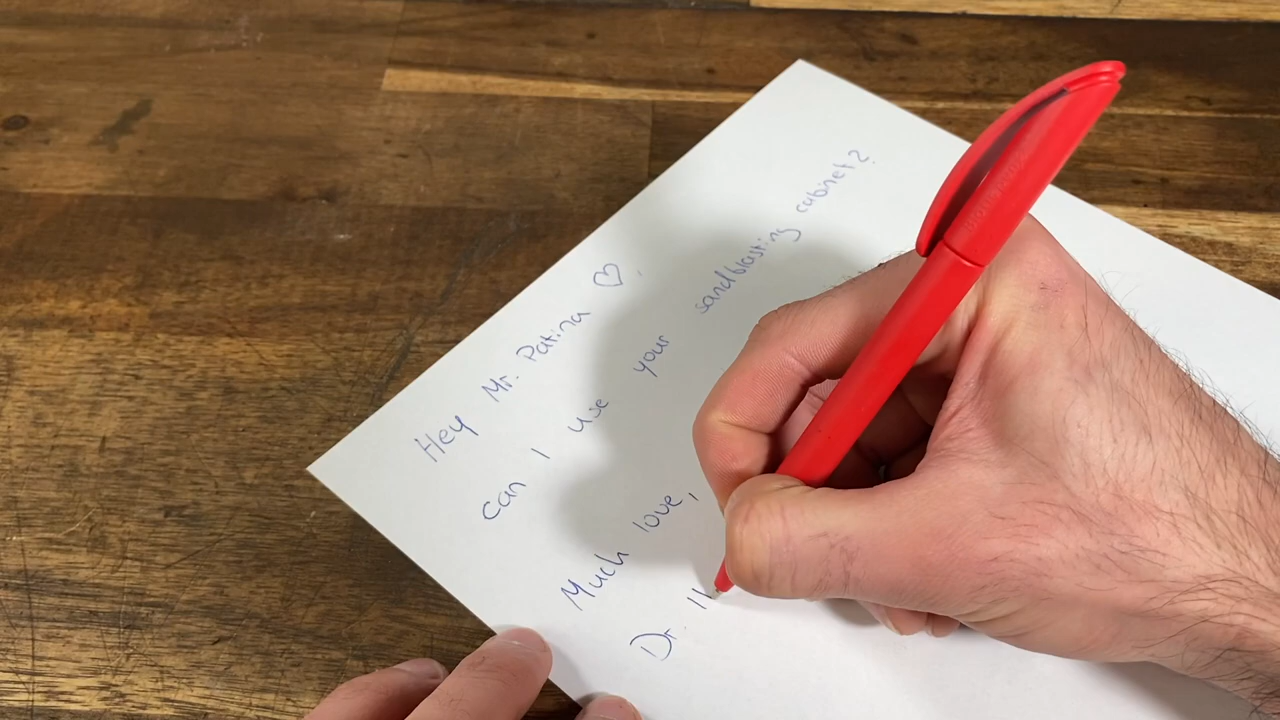 Hey Mr. Patina ♡,
Can I use your sandblasting cabinet?
Much love,
Dr.